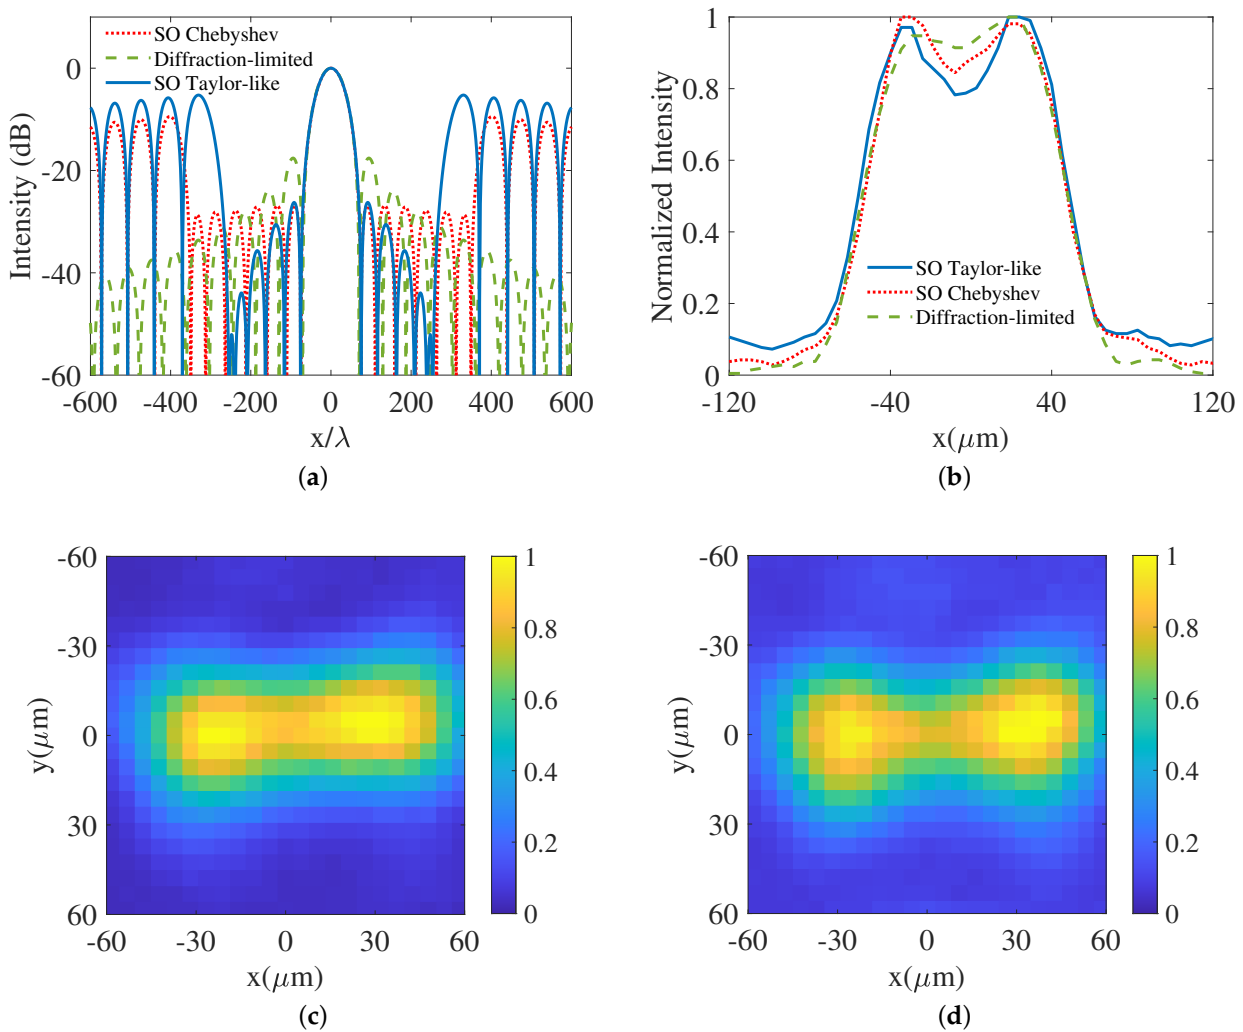 SO Chebyshev
Diffraction-limited
SO Taylor-like
Intensity (dB)
0
-20
-40
-60
-600 -400 -200 0 200 400 600
x/λ
(a)
Normalized Intensity
1
0.8
0.6
0.4
0.2
0
SO Taylor-like
SO Chebyshev
Diffraction-limited
-120 -40 40 120
x(μm)
(b)
y(μm)
-60
-30
0
30
60
-60 -30 0 30 60
x(μm)
1
0.8
0.6
0.4
0.2
0
(c)
y(μm)
-60
-30
0
30
60
-60 -30 0 30 60
x(μm)
1
0.8
0.6
0.4
0.2
0
(d)